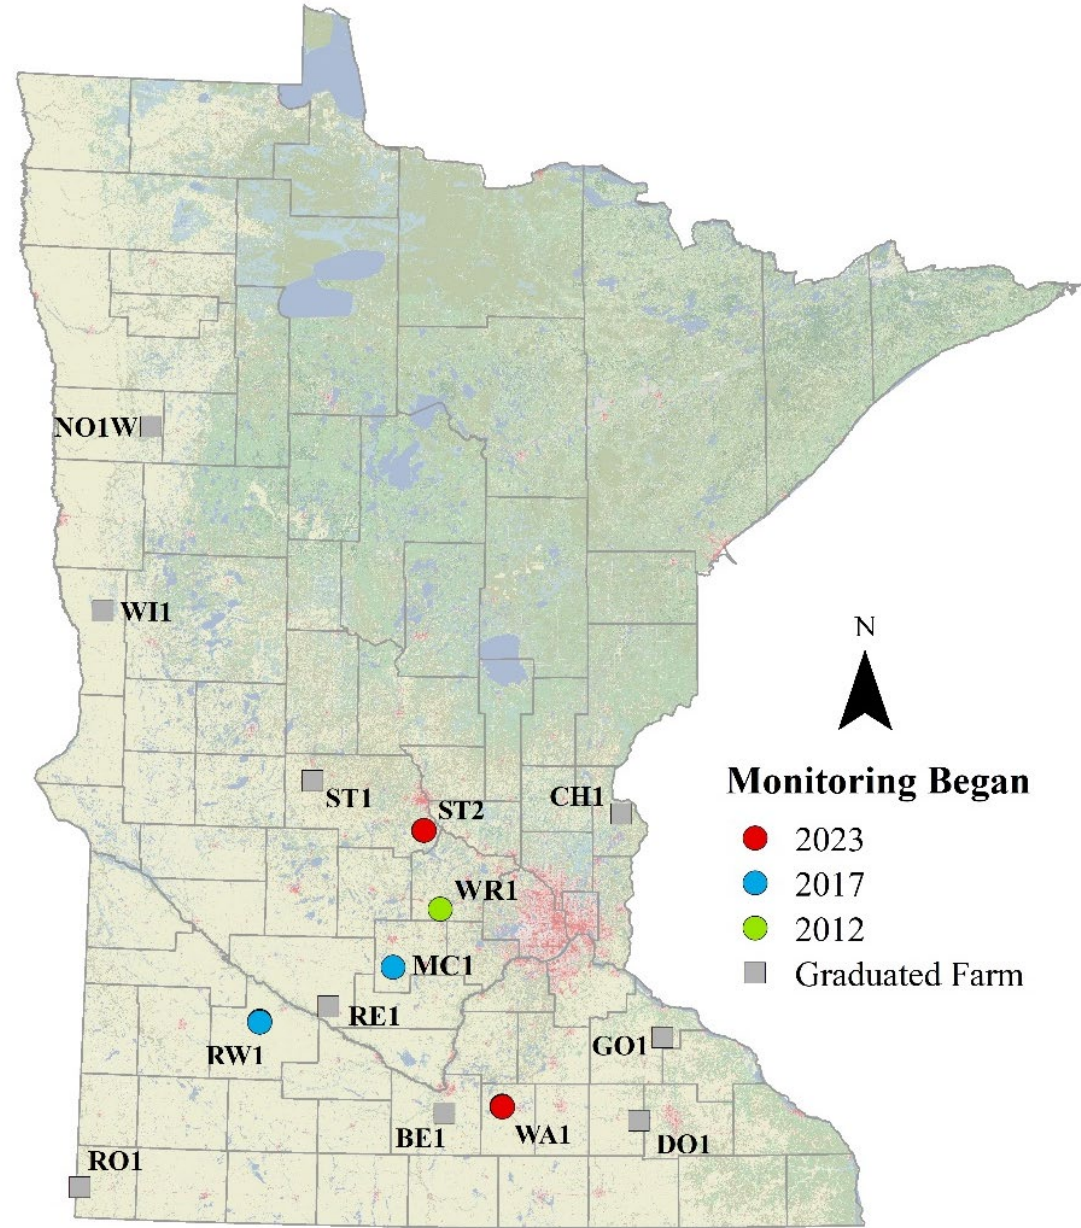 NO1W
WI1
N
Monitoring Began
2023
2017
2012
Graduated Farm
ST1
CH1
ST2
WR1
MC1
RE1
RW1
GO1
BE1
WA1
DO1
RO1